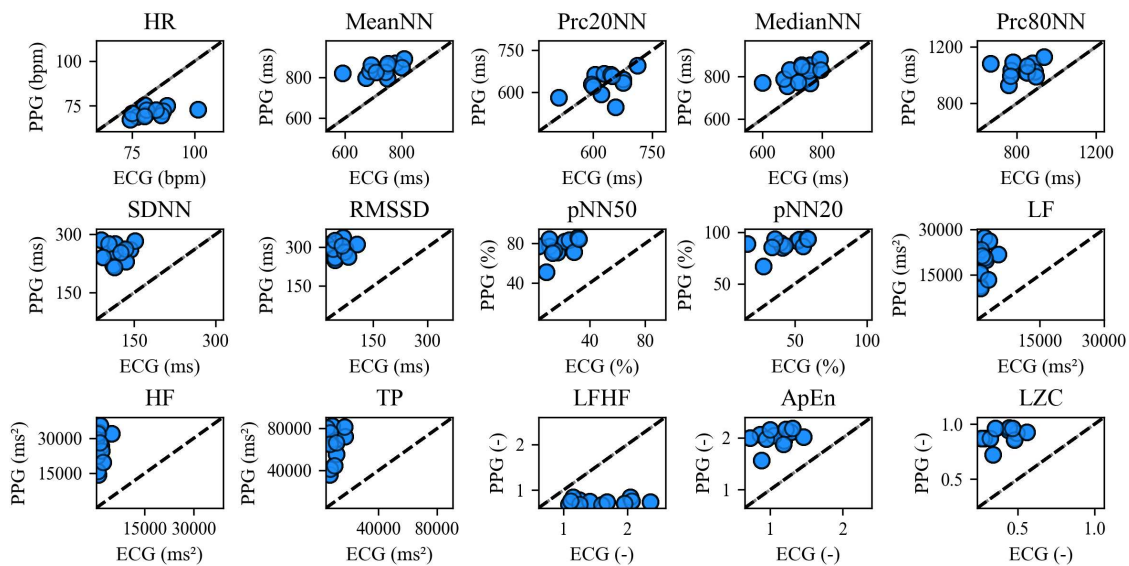 HR MeanNN Prc20NN MedianNN Prc80NN
PPG (bpm) 100 75 75 100 ECG (bpm)
PPG (ms) 800 600 600 800 ECG (ms)
PPG (ms) 750 600 600 750 ECG (ms)
PPG (ms) 800 600 600 800 ECG (ms)
PPG (ms) 1200 800 800 1200 ECG (ms)
SDNN RMSSD pNN50 pNN20 LF
PPG (ms) 300 150 150 300 ECG (ms)
PPG (ms) 300 150 150 300 ECG (ms)
PPG (%) 80 40 40 80 ECG (%)
PPG (%) 100 50 50 100 ECG (%)
PPG (ms²) 30000 15000 15000 30000 ECG (ms²)
HF TP LFHF ApEn LZC
PPG (ms²) 30000 15000 15000 30000 ECG (ms²)
PPG (ms²) 80000 40000 40000 80000 ECG (ms²)
PPG (-) 2 1 1 2 ECG (-)
PPG (-) 2 1 1 2 ECG (-)
PPG (-) 1.0 0.5 0.5 1.0 ECG (-)